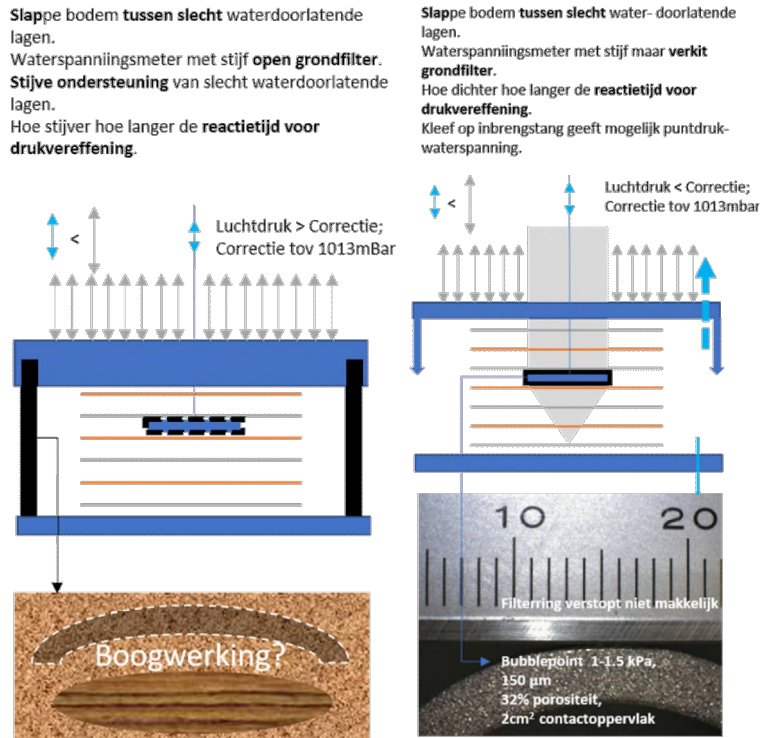 Slappe bodem tussen slecht waterdoorlatende
lagen.
Waterspanniingsmeter met stijf open grondfilter.
Stijve ondersteuning van slecht waterdoorlatende
lagen.
Hoe stijver hoe langer de reactietijd voor
drukvereffening.
< Luchtdruk > Correctie;
Correctie tov 1013mBar
Boogwerking?
Slappe bodem tussen slecht water- doorlatende
lagen.
Waterspanniingsmeter met stijf maar verkit
grondfilter.
Hoe dichter hoe langer de reactietijd voor
drukvereffening.
Kleef op inbrengstang geeft mogelijk puntdruk-
waterspanning.
< Luchtdruk < Correctie;
Correctie tov 1013mbar
10 20
Filterring verstopt niet makkelijk
Bubblepoint 1-1.5 kPa,
150 µm
32% porositeit,
2cm² contactoppervlak